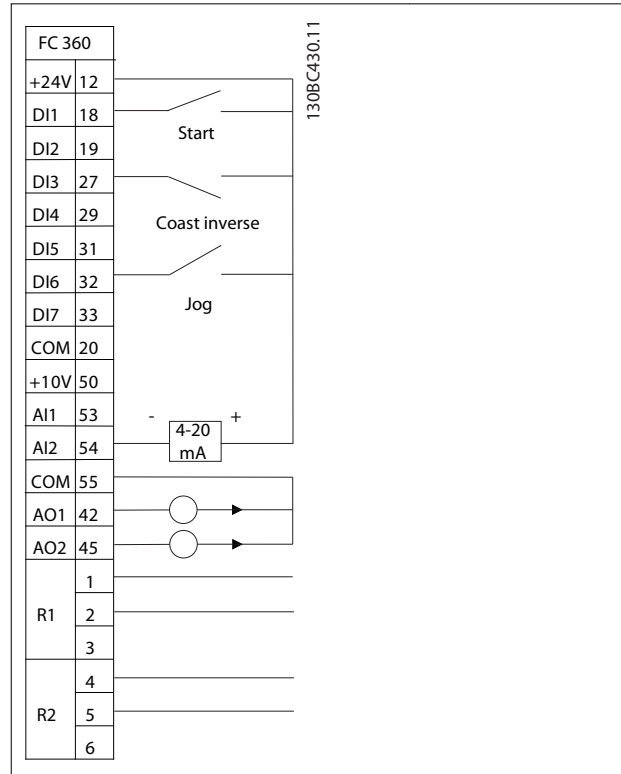 FC 360
130BC430.11
+24V 12
DI1 18
Start
DI2 19
DI3 27
Coast inverse
DI4 29
DI5 31
DI6 32
Jog
DI7 33
COM 20
+10V 50
AI1 53
- +
4-20
mA
AI2 54
COM 55
AO1 42
AO2 45
R1
1
2
3
R2
4
5
6